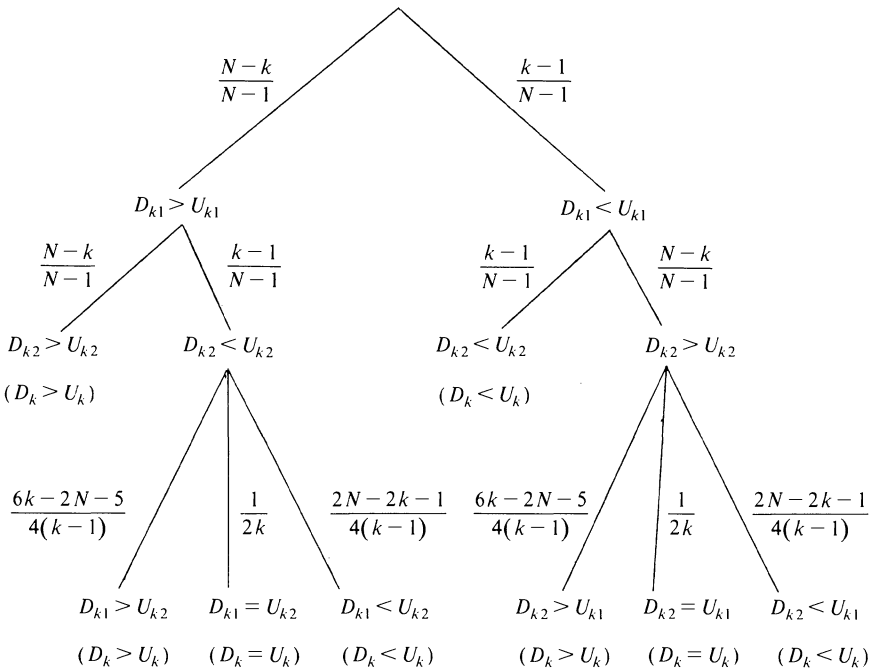 N − k / N − 1 k − 1 / N − 1
D_{k1} > U_{k1} D_{k1} < U_{k1}
N − k / N − 1 k − 1 / N − 1 k − 1 / N − 1 N − k / N − 1
D_{k2} > U_{k2} D_{k2} < U_{k2} D_{k2} < U_{k2} D_{k2} > U_{k2}
(D_k > U_k) (D_k < U_k)
6k − 2N − 5 / 4(k − 1) 1 / 2k 2N − 2k − 1 / 4(k − 1) 6k − 2N − 5 / 4(k − 1) 1 / 2k 2N − 2k − 1 / 4(k − 1)
D_{k1} > U_{k2} D_{k1} = U_{k2} D_{k1} < U_{k2} D_{k2} > U_{k1} D_{k2} = U_{k1} D_{k2} < U_{k1}
(D_k > U_k) (D_k = U_k) (D_k < U_k) (D_k > U_k) (D_k = U_k) (D_k < U_k)